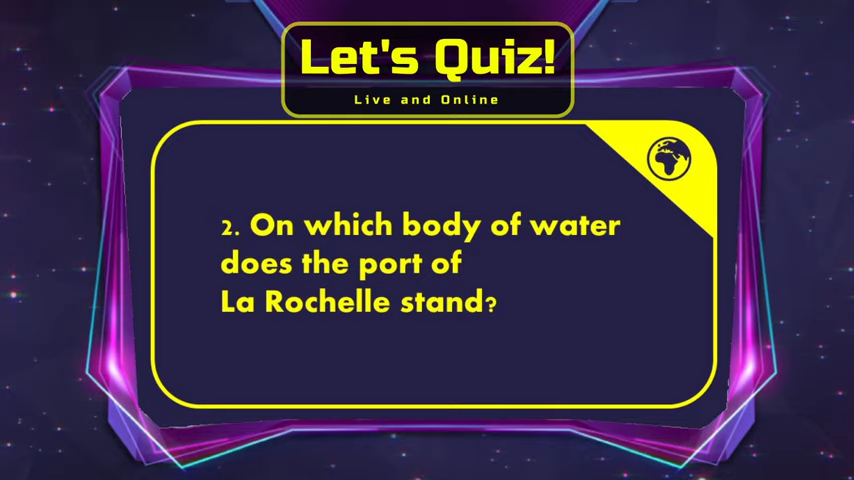 Let's Quiz!
Live and Online
2. On which body of water
does the port of
La Rochelle stand?